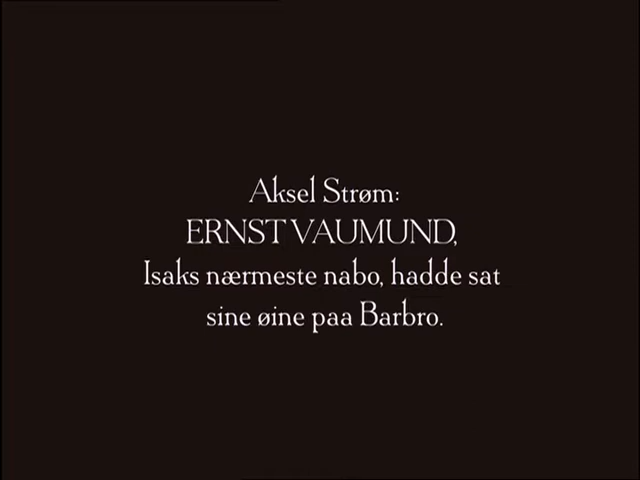 Aksel Strøm:
ERNST VAUMUND,
Isaks nærmeste nabo, hadde sat
sine øine paa Barbro.